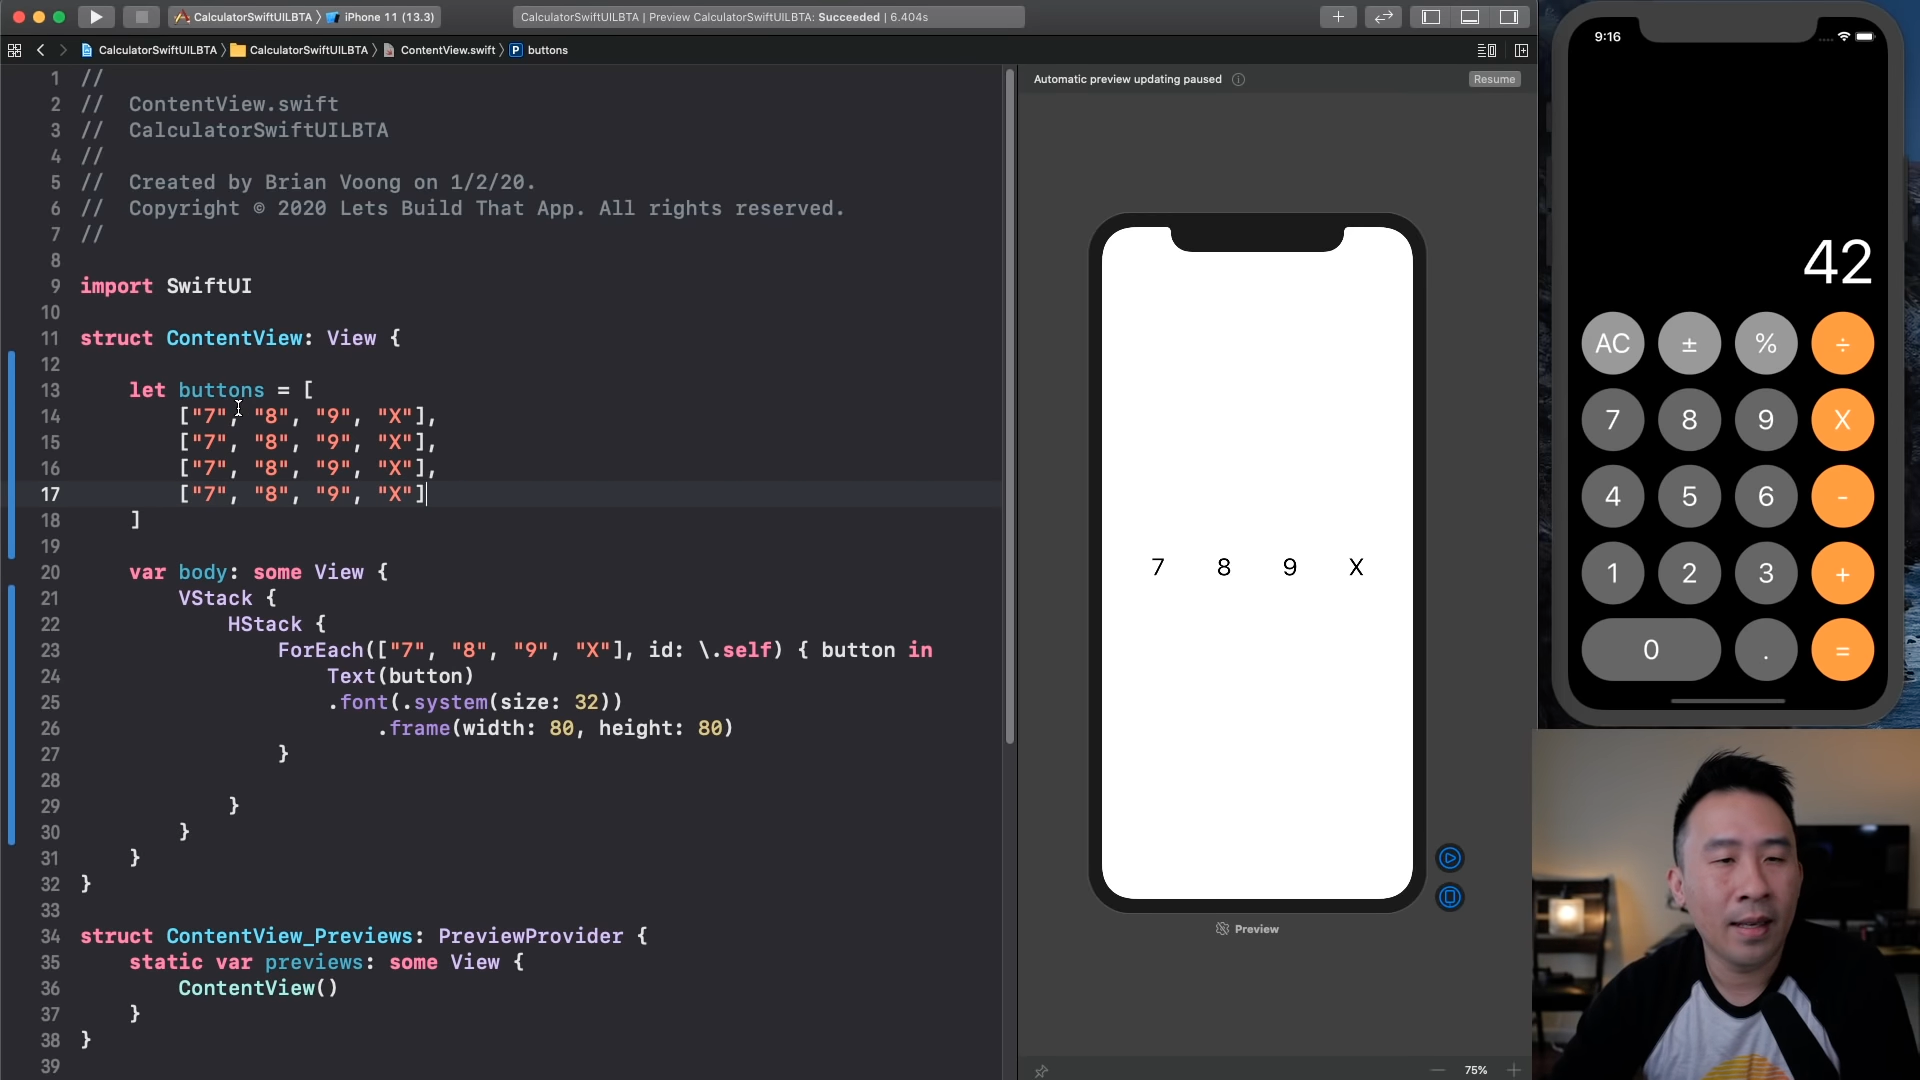 CalculatorSwiftUILBTA 〉 iPhone 11 (13.3)
CalculatorSwiftUILBTA | Preview CalculatorSwiftUILBTA: Succeeded | 6.404s
CalculatorSwiftUILBTA 〉 CalculatorSwiftUILBTA 〉 ContentView.swift 〉 P buttons
1 //
2 //  ContentView.swift
3 //  CalculatorSwiftUILBTA
4 //
5 //  Created by Brian Voong on 1/2/20.
6 //  Copyright © 2020 Lets Build That App. All rights reserved.
7 //
8
9 import SwiftUI
10
11 struct ContentView: View {
12
13     let buttons = [
14         ["7", "8", "9", "X"],
15         ["7", "8", "9", "X"],
16         ["7", "8", "9", "X"],
17         ["7", "8", "9", "X"]
18     ]
19
20     var body: some View {
21         VStack {
22             HStack {
23                 ForEach(["7", "8", "9", "X"], id: \.self) { button in
24                     Text(button)
25                     .font(.system(size: 32))
26                         .frame(width: 80, height: 80)
27                 }
28
29             }
30         }
31     }
32 }
33
34 struct ContentView_Previews: PreviewProvider {
35     static var previews: some View {
36         ContentView()
37     }
38 }
39
Automatic preview updating paused
Resume
7 8 9 X
Preview
75%
9:16
42
AC ± % ÷
7 8 9 X
4 5 6 -
1 2 3 +
0 . =